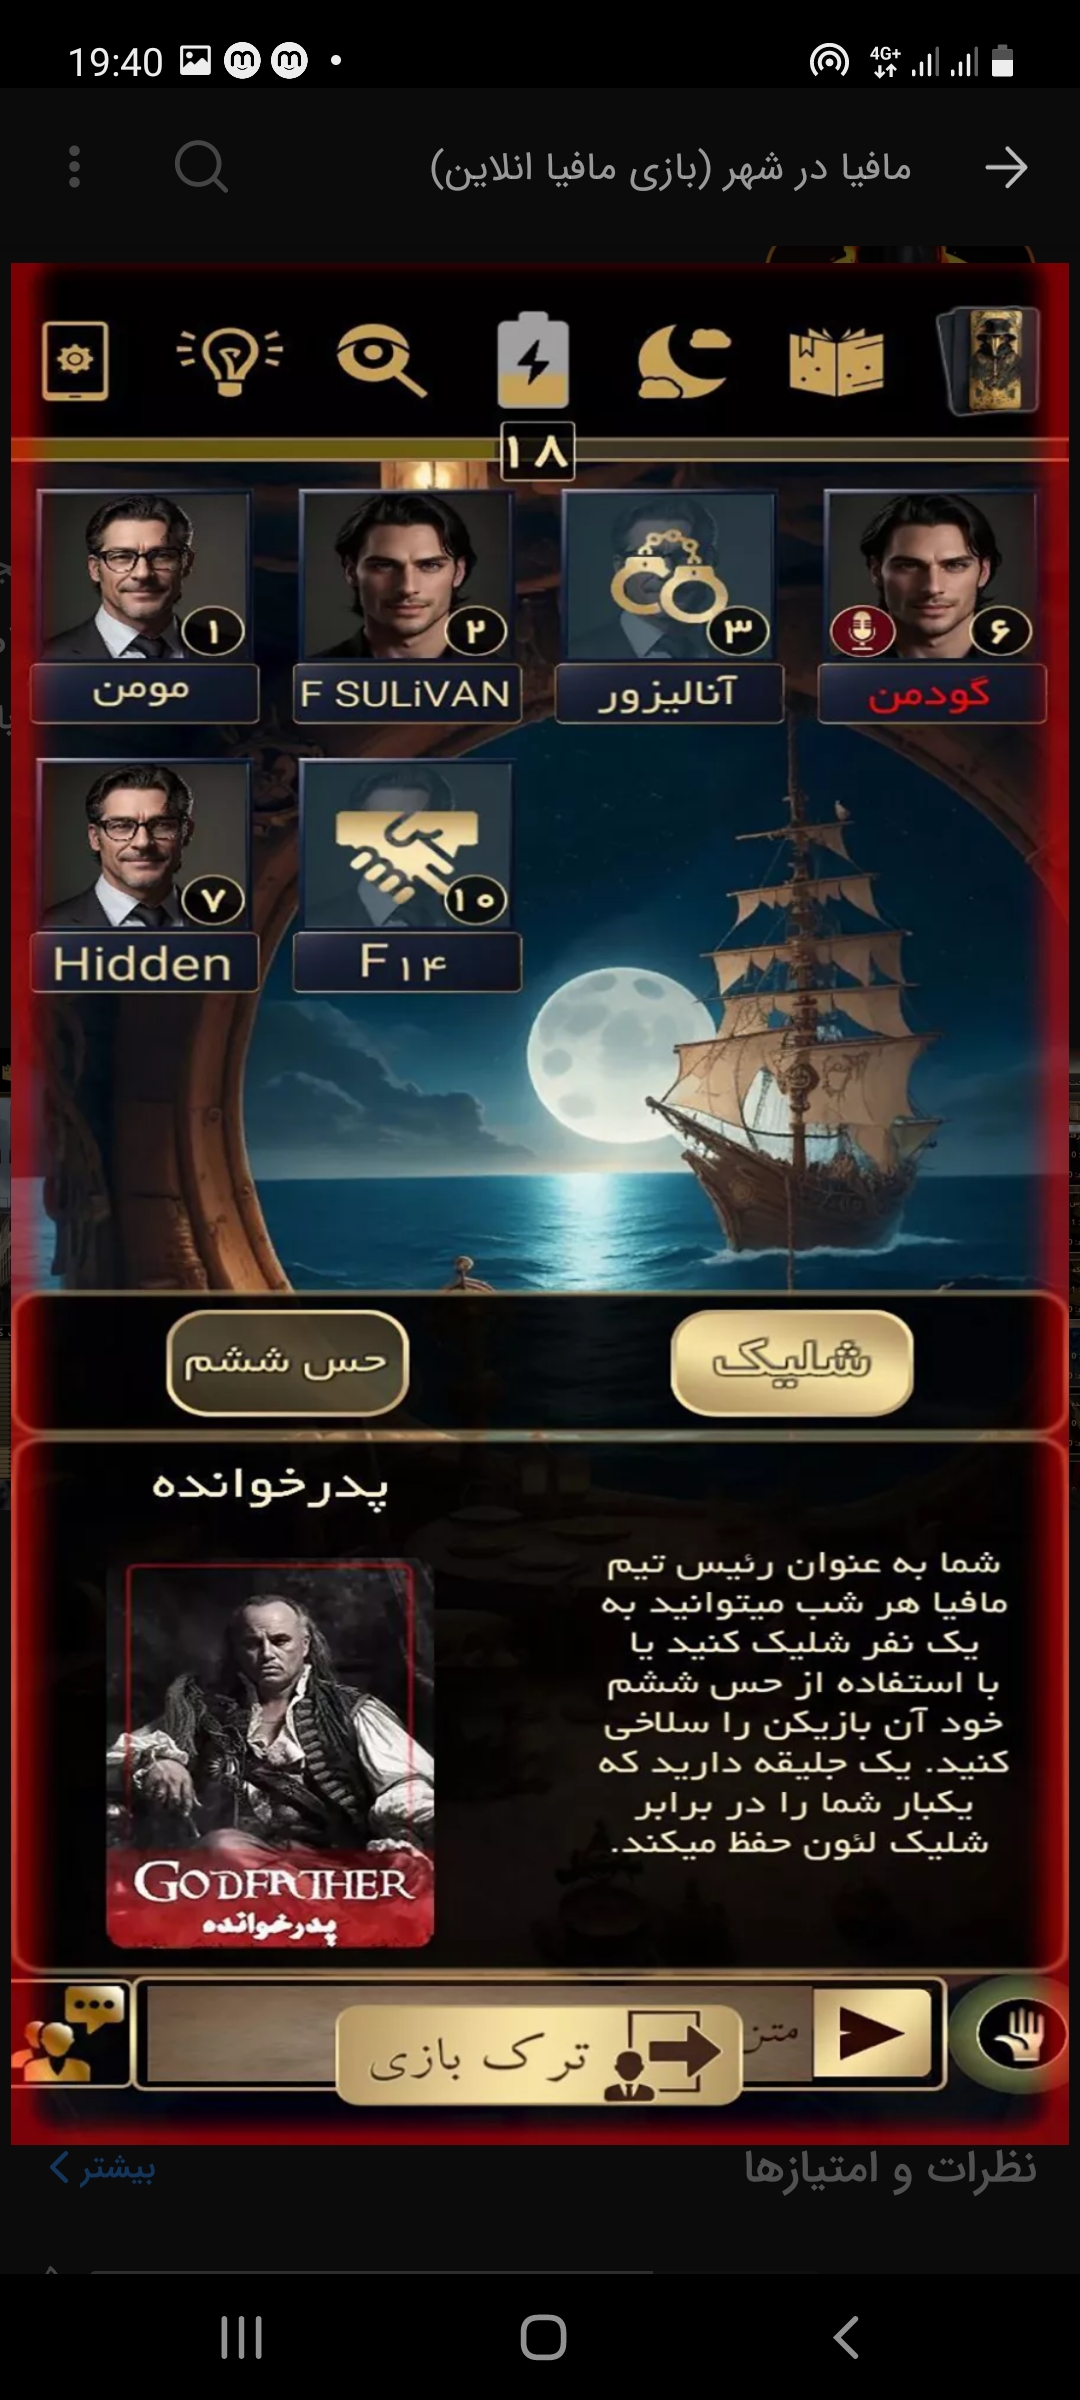 19:40
4G+
مافیا در شهر (بازی مافیا انلاین)
۱۸
۱
۲
۳
۶
مومن
F SULiVAN
آنالیزور
گودمن
۷
۱۰
Hidden
F۱۴
حس ششم
شلیک
پدرخوانده
شما به عنوان رئیس تیم
مافیا هر شب میتوانید به
یک نفر شلیک کنید یا
با استفاده از حس ششم
خود آن بازیکن را سلاخی
کنید. یک جلیقه دارید که
یکبار شما را در برابر
شلیک لئون حفظ میکند.
GODFATHER
پدرخوانده
متن
ترک بازی
نظرات و امتیازها
بیشتر